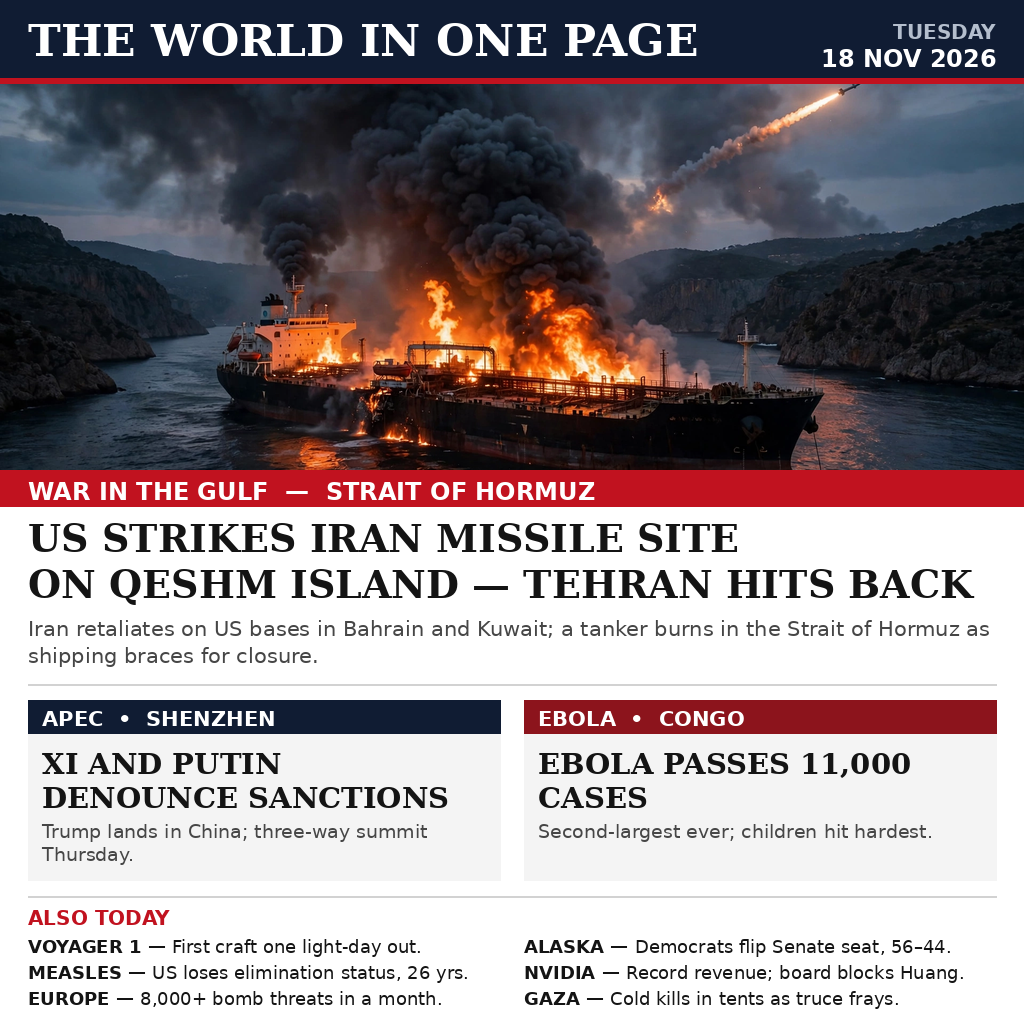 THE WORLD IN ONE PAGE
TUESDAY
18 NOV 2026
WAR IN THE GULF — STRAIT OF HORMUZ
US STRIKES IRAN MISSILE SITE
ON QESHM ISLAND — TEHRAN HITS BACK
Iran retaliates on US bases in Bahrain and Kuwait; a tanker burns in the Strait of Hormuz as
shipping braces for closure.
APEC • SHENZHEN
XI AND PUTIN
DENOUNCE SANCTIONS
Trump lands in China; three-way summit
Thursday.
EBOLA • CONGO
EBOLA PASSES 11,000
CASES
Second-largest ever; children hit hardest.
ALSO TODAY
VOYAGER 1 — First craft one light-day out.
MEASLES — US loses elimination status, 26 yrs.
EUROPE — 8,000+ bomb threats in a month.
ALASKA — Democrats flip Senate seat, 56–44.
NVIDIA — Record revenue; board blocks Huang.
GAZA — Cold kills in tents as truce frays.